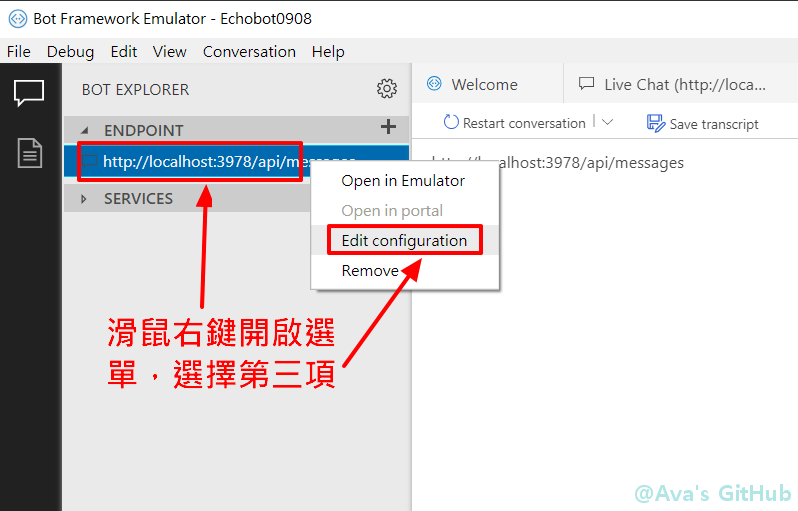 Bot Framework Emulator - Echobot0908
File Debug Edit View Conversation Help
BOT EXPLORER
Welcome
Live Chat (http://loca...
ENDPOINT
Restart conversation
Save transcript
http://localhost:3978/api/messages
http://localhost:3978/api/messages
Open in Emulator
SERVICES
Open in portal
Edit configuration
Remove
滑鼠右鍵開啟選
單，選擇第三項
@Ava's GitHub